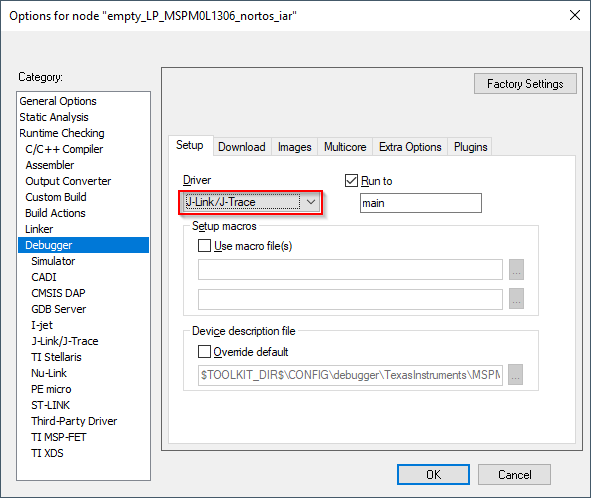 Options for node "empty_LP_MSPM0L1306_nortos_iar"
Category:
Factory Settings
General Options
Static Analysis
Runtime Checking
C/C++ Compiler
Assembler
Output Converter
Custom Build
Build Actions
Linker
Debugger
Simulator
CADI
CMSIS DAP
GDB Server
I-jet
J-Link/J-Trace
TI Stellaris
Nu-Link
PE micro
ST-LINK
Third-Party Driver
TI MSP-FET
TI XDS
Setup Download Images Multicore Extra Options Plugins
Driver
J-Link/J-Trace
Run to
main
Setup macros
Use macro file(s)
...
...
Device description file
Override default
$TOOLKIT_DIR$\CONFIG\debugger\TexasInstruments\MSPM
...
OK Cancel